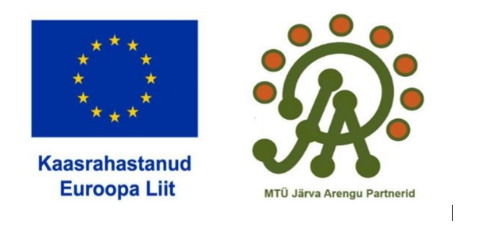 Kaasrahastanud
Euroopa Liit
MTÜ Järva Arengu Partnerid